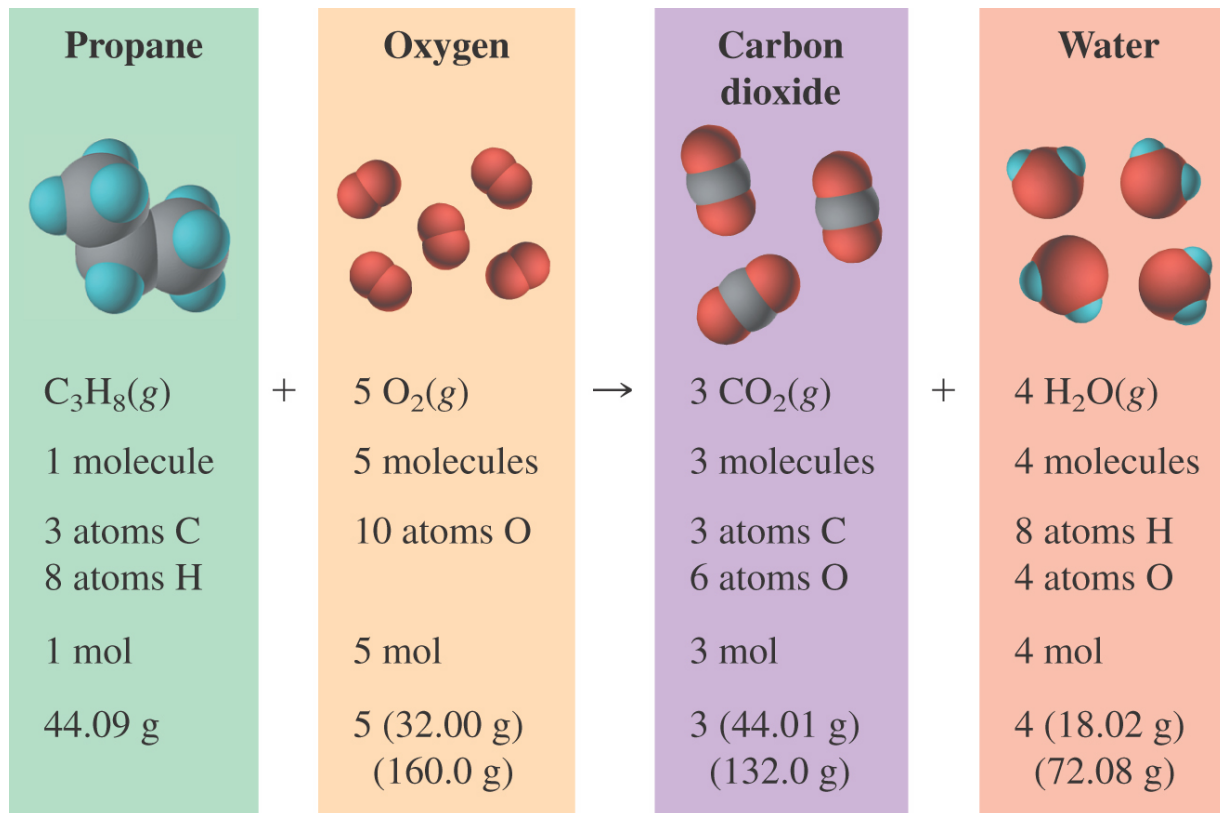 Propane
Oxygen
Carbon
dioxide
Water
C₃H₈(g) + 5 O₂(g) → 3 CO₂(g) + 4 H₂O(g)
1 molecule 5 molecules 3 molecules 4 molecules
3 atoms C 10 atoms O 3 atoms C 8 atoms H
8 atoms H 6 atoms O 4 atoms O
1 mol 5 mol 3 mol 4 mol
44.09 g 5 (32.00 g) 3 (44.01 g) 4 (18.02 g)
(160.0 g) (132.0 g) (72.08 g)